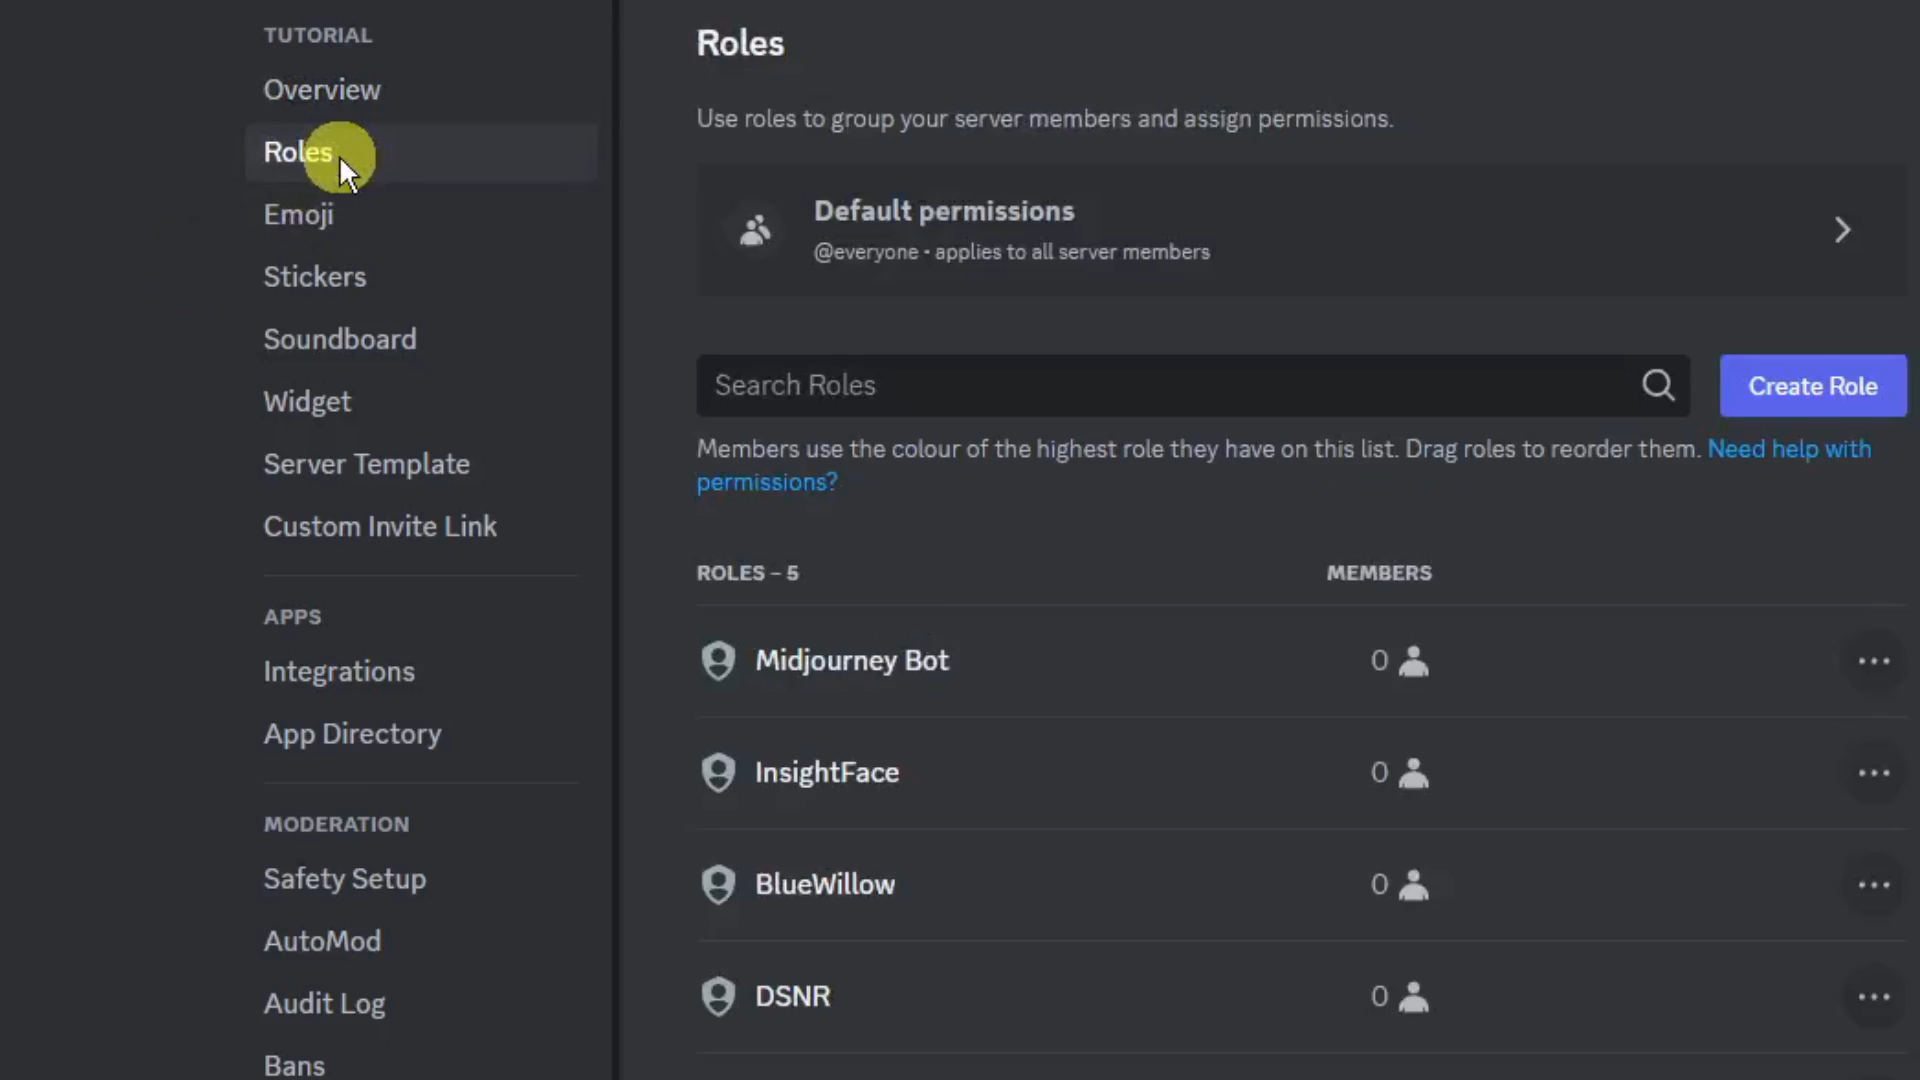 TUTORIAL
Overview
Roles
Emoji
Stickers
Soundboard
Widget
Server Template
Custom Invite Link
APPS
Integrations
App Directory
MODERATION
Safety Setup
AutoMod
Audit Log
Bans
Roles
Use roles to group your server members and assign permissions.
Default permissions
@everyone • applies to all server members
Search Roles
Create Role
Members use the colour of the highest role they have on this list. Drag roles to reorder them. Need help with
permissions?
ROLES – 5 MEMBERS
Midjourney Bot 0
InsightFace 0
BlueWillow 0
DSNR 0